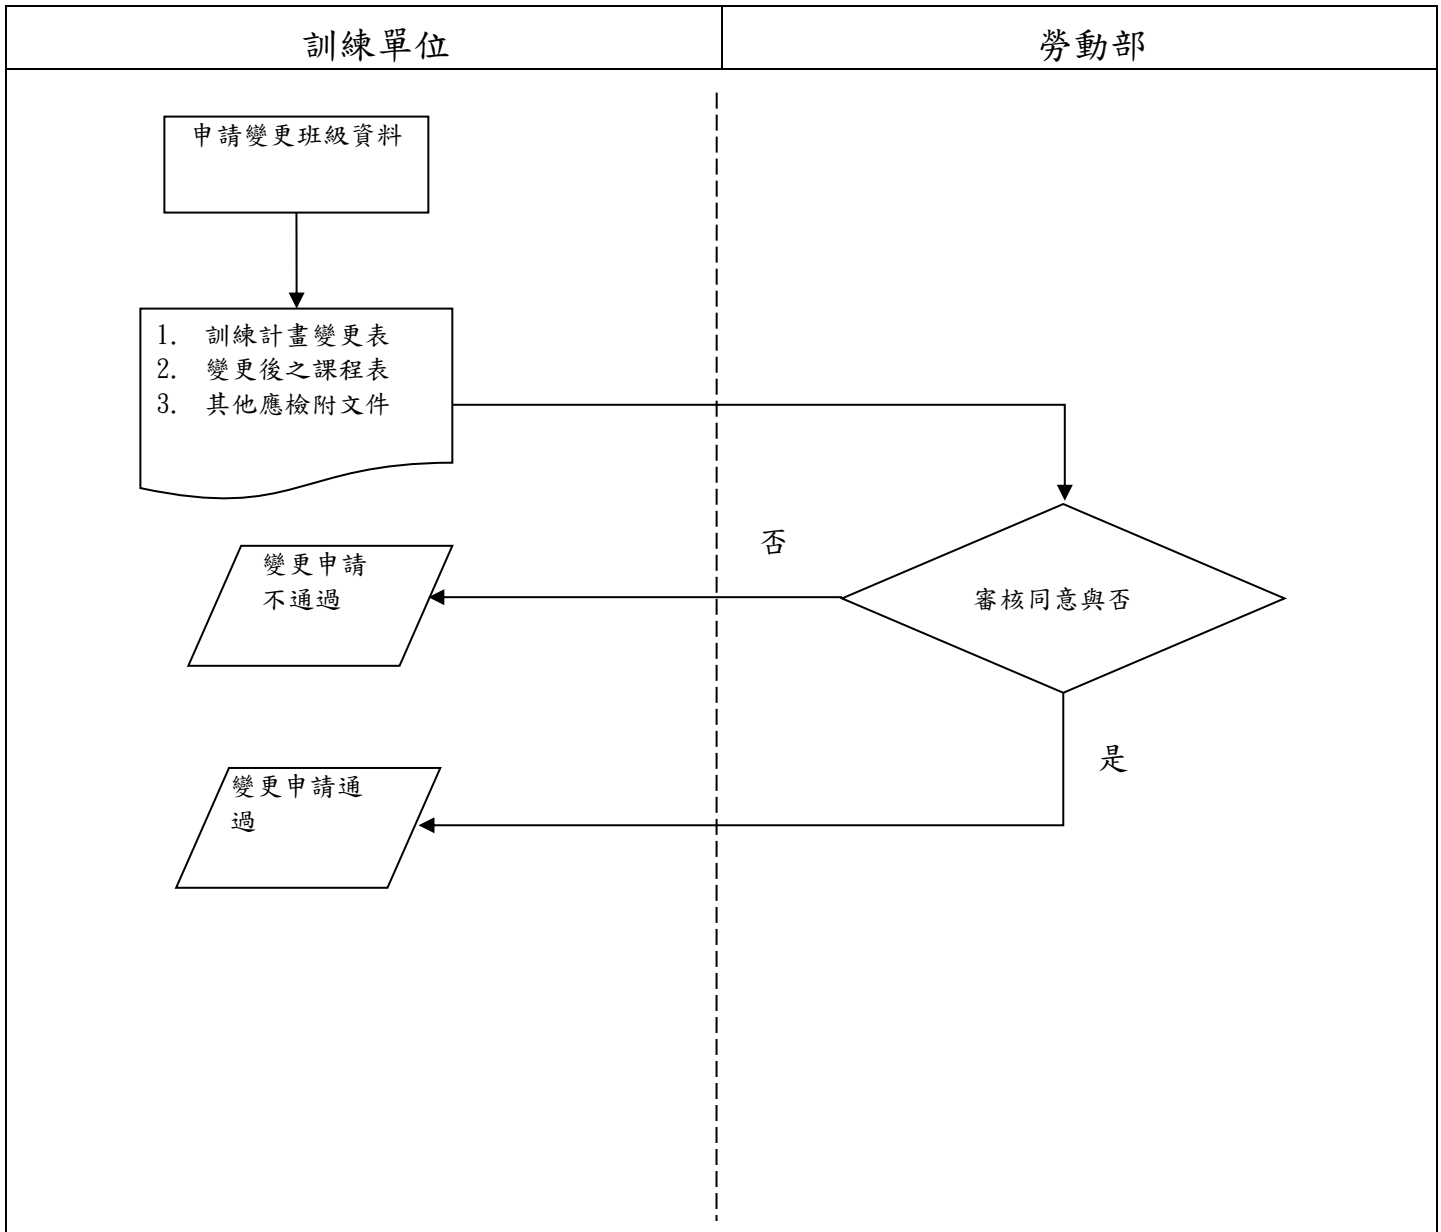 訓練單位
勞動部
申請變更班級資料
1. 訓練計畫變更表
2. 變更後之課程表
3. 其他應檢附文件
否
變更申請
不通過
審核同意與否
是
變更申請通
過